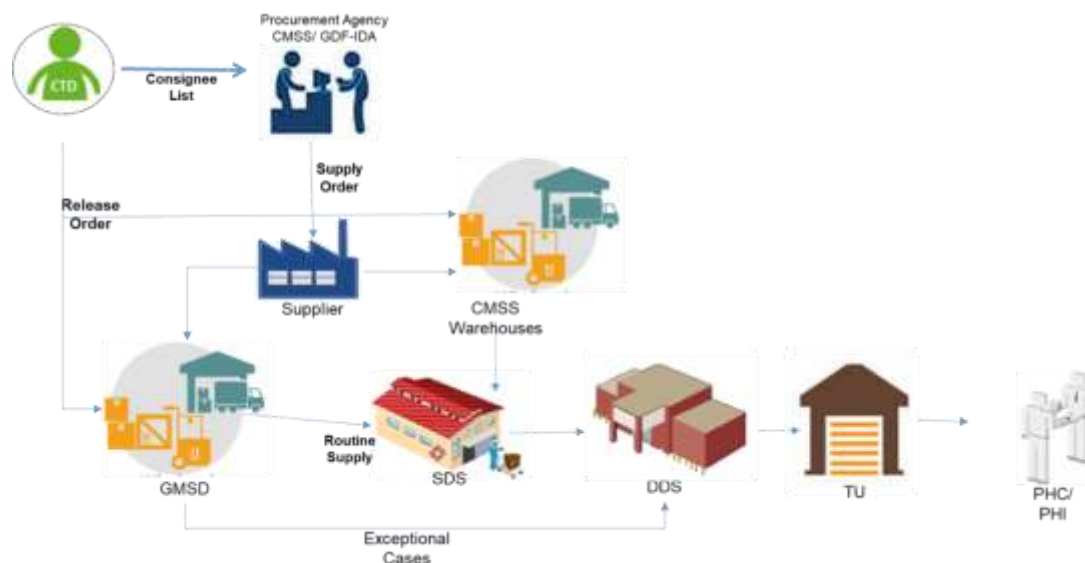 Procurement Agency
CMSS/ GDF-IDA
CTD
Consignee
List
Supply
Order
Release
Order
Supplier
CMSS
Warehouses
Routine
Supply
GMSD
SDS
DDS
TU
PHC/
PHI
Exceptional
Cases